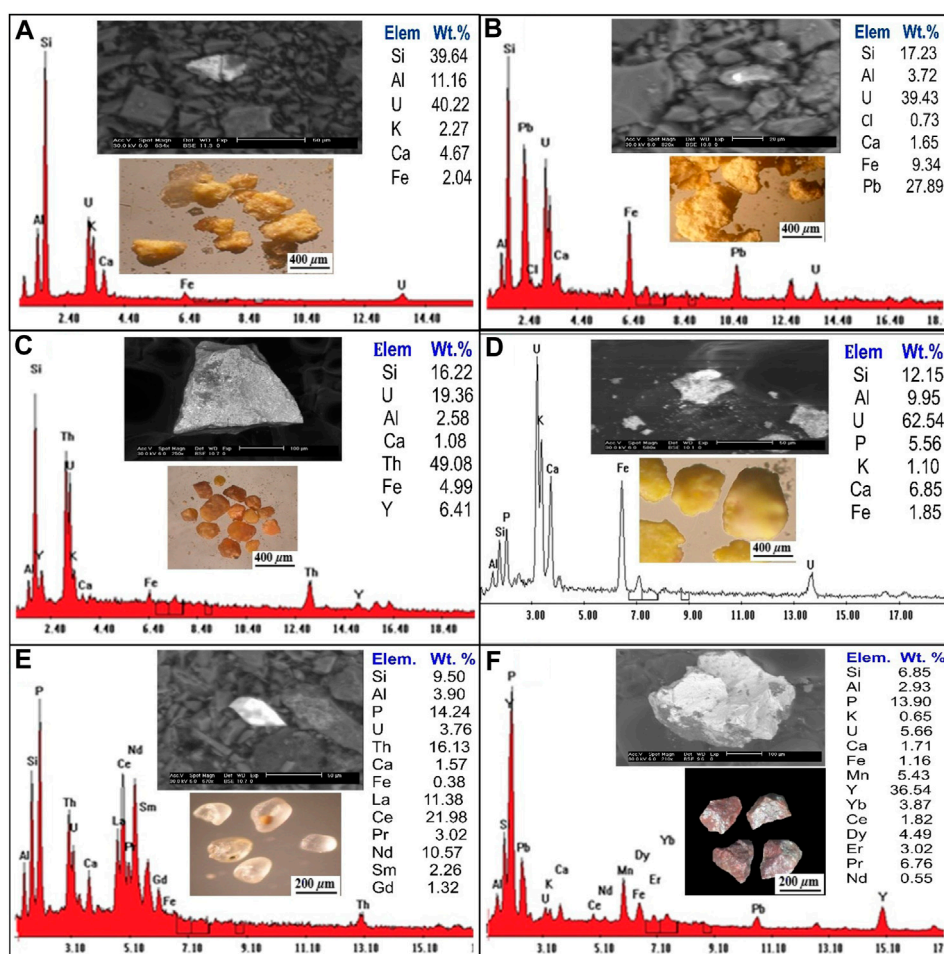 A
Elem Wt.%
Si 39.64
Al 11.16
U 40.22
K 2.27
Ca 4.67
Fe 2.04
Si
Al
U
K
Ca
Fe
U
400 µm
2.40 4.40 6.40 8.40 10.40 12.40 14.40
B
Elem Wt.%
Si 17.23
Al 3.72
U 39.43
Cl 0.73
Ca 1.65
Fe 9.34
Pb 27.89
Si
Pb
U
Al
Cl
Ca
Fe
Pb
U
400 µm
2.40 4.40 6.40 8.40 10.40 12.40 14.40 16.40 18.4
C
Elem Wt.%
Si 16.22
U 19.36
Al 2.58
Ca 1.08
Th 49.08
Fe 4.99
Y 6.41
Si
Th
U
Al
Y
K
Ca
Fe
Th
Y
400 µm
2.40 4.40 6.40 8.40 10.40 12.40 14.40 16.40 18.40
D
Elem Wt.%
Si 12.15
Al 9.95
U 62.54
P 5.56
K 1.10
Ca 6.85
Fe 1.85
U
K
Ca
Fe
Si
P
Al
U
400 µm
3.00 5.00 7.00 9.00 11.00 13.00 15.00 17.00
E
Elem. Wt. %
Si 9.50
Al 3.90
P 14.24
U 3.76
Th 16.13
Ca 1.57
Fe 0.38
La 11.38
Ce 21.98
Pr 3.02
Nd 10.57
Sm 2.26
Gd 1.32
P
Si
Al
Th
U
Ca
La
Ce
Pr
Nd
Sm
Gd
Fe
Th
200 µm
3.10 5.10 7.10 9.10 11.10 13.10 15.10 17.1
F
Elem. Wt. %
Si 6.85
Al 2.93
P 13.90
K 0.65
U 5.66
Ca 1.71
Fe 1.16
Mn 5.43
Y 36.54
Yb 3.87
Ce 1.82
Dy 4.49
Er 3.02
Pr 6.76
Nd 0.55
P
Y
Pb
Al
K
U
Ca
Nd
Ce
Mn
Dy
Fe
Er
Yb
Pb
Y
200 µm
1.10 3.10 5.10 7.10 9.10 11.10 13.10 15.10 17.1